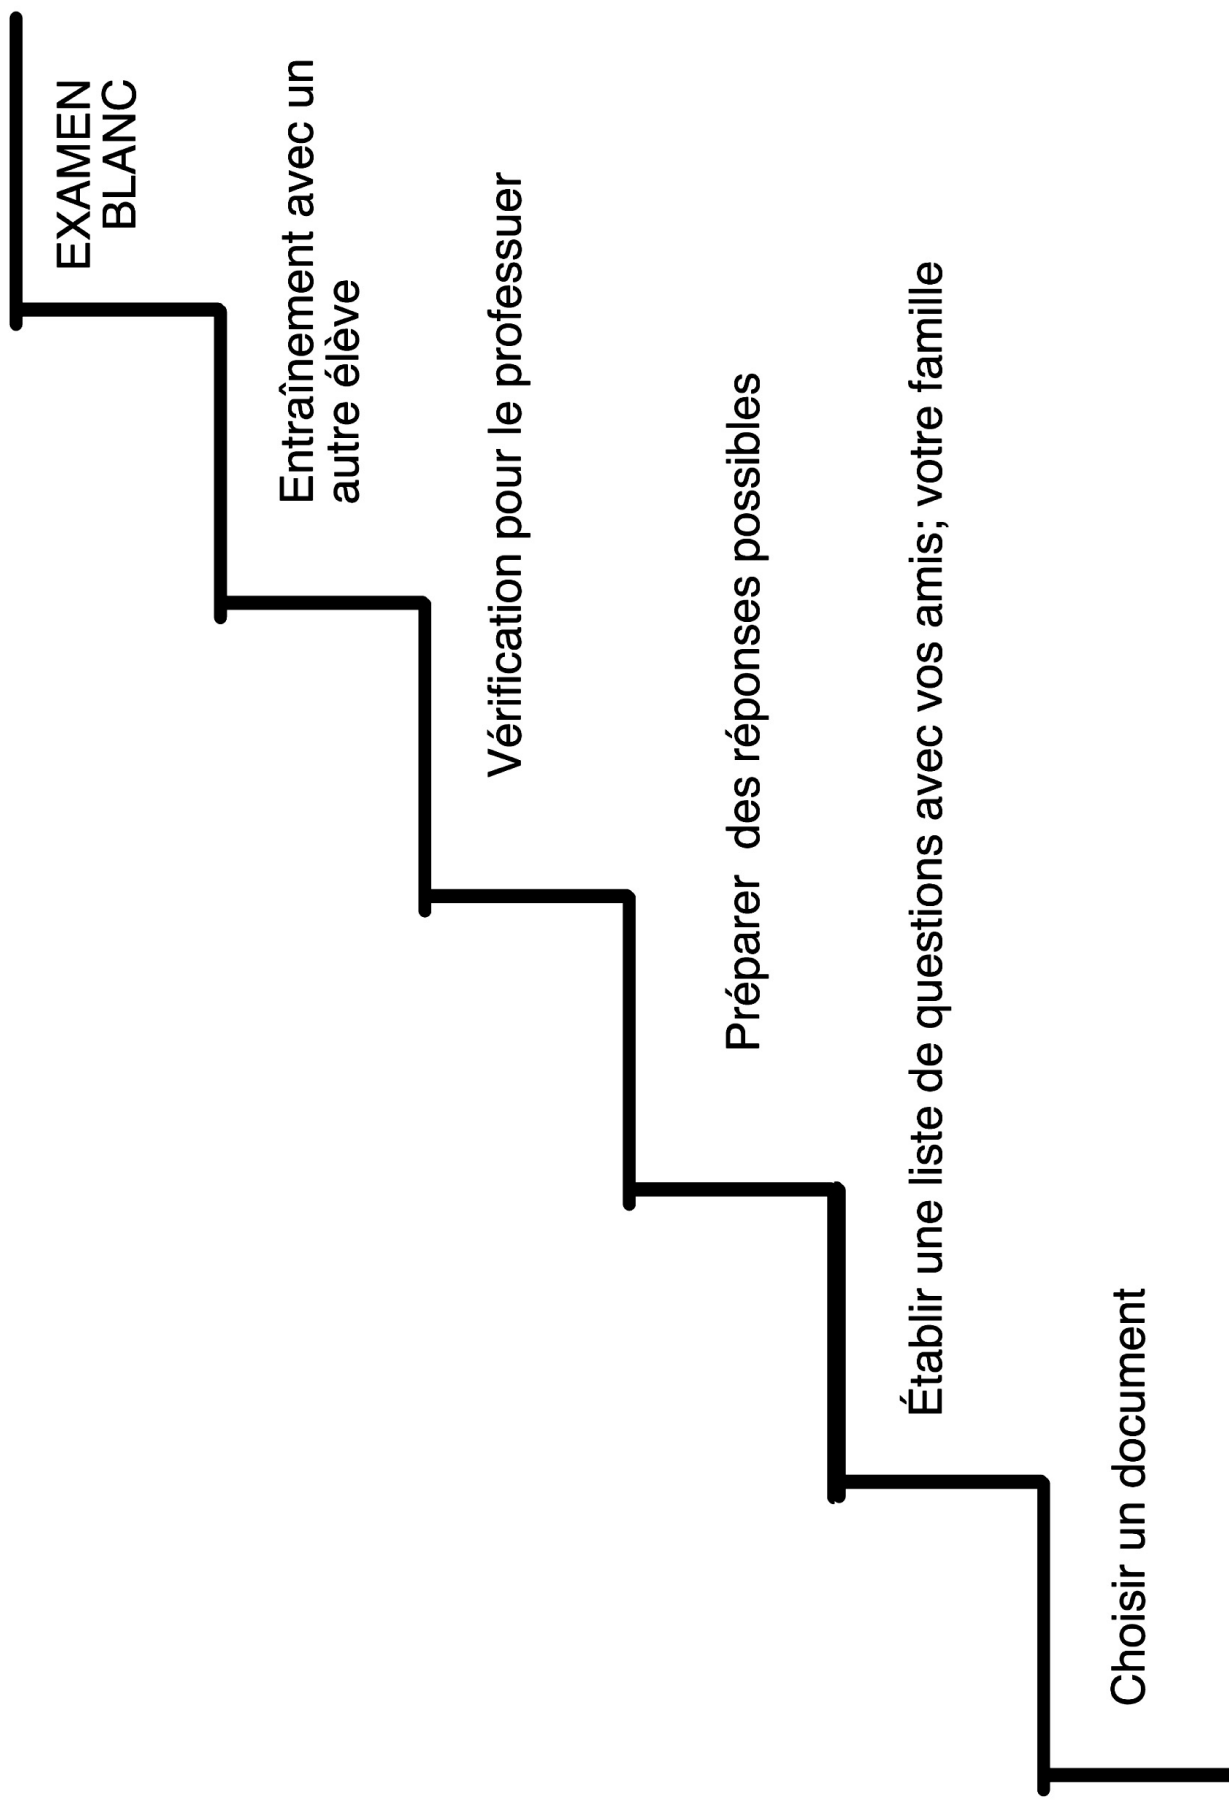 EXAMEN
BLANC
Entraînement avec un
autre élève
Vérification pour le professuer
Préparer  des réponses possibles
Établir une liste de questions avec vos amis; votre famille
Choisir un document